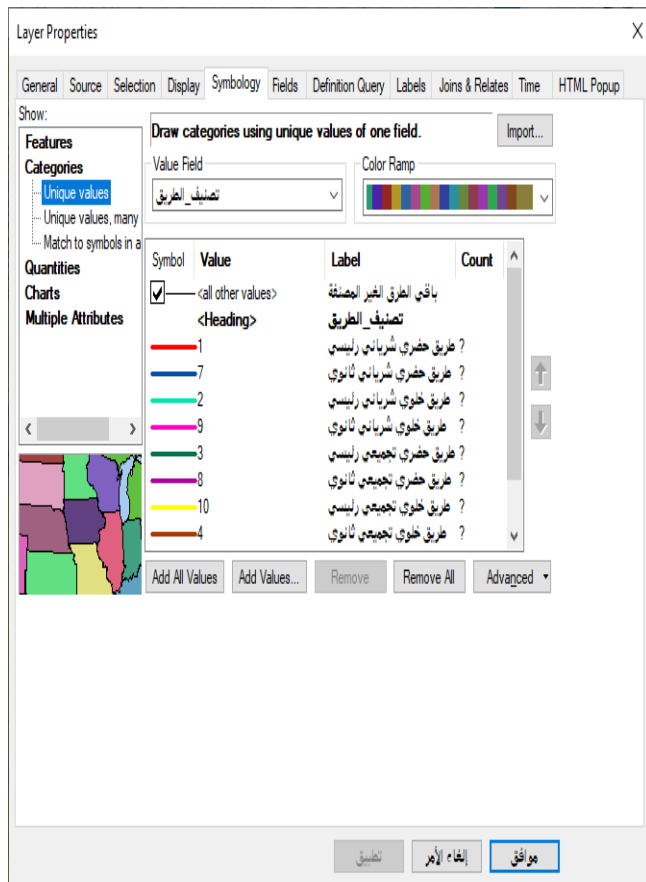 Layer Properties
General Source Selection Display Symbology Fields Definition Query Labels Joins & Relates Time HTML Popup
Show:
Features
Categories
Unique values
Unique values, many
Match to symbols in a
Quantities
Charts
Multiple Attributes
Draw categories using unique values of one field.
Import...
Value Field
تصنيف_الطريق
Color Ramp
Symbol Value Label Count
<all other values> باقي الطرق الغير المصنفة
<Heading> تصنيف_الطريق
1 طريق حضري شرياني رئيسي ?
7 طريق حضري شرياني ثانوي ?
2 طريق خلوي شرياني رئيسي ?
9 طريق خلوي شرياني ثانوي ?
3 طريق حضري تجميعي رئيسي ?
8 طريق حضري تجميعي ثانوي ?
10 طريق خلوي تجميعي رئيسي ?
4 طريق خلوي تجميعي ثانوي ?
Add All Values Add Values... Remove Remove All Advanced
تطبيق إلغاء الأمر موافق